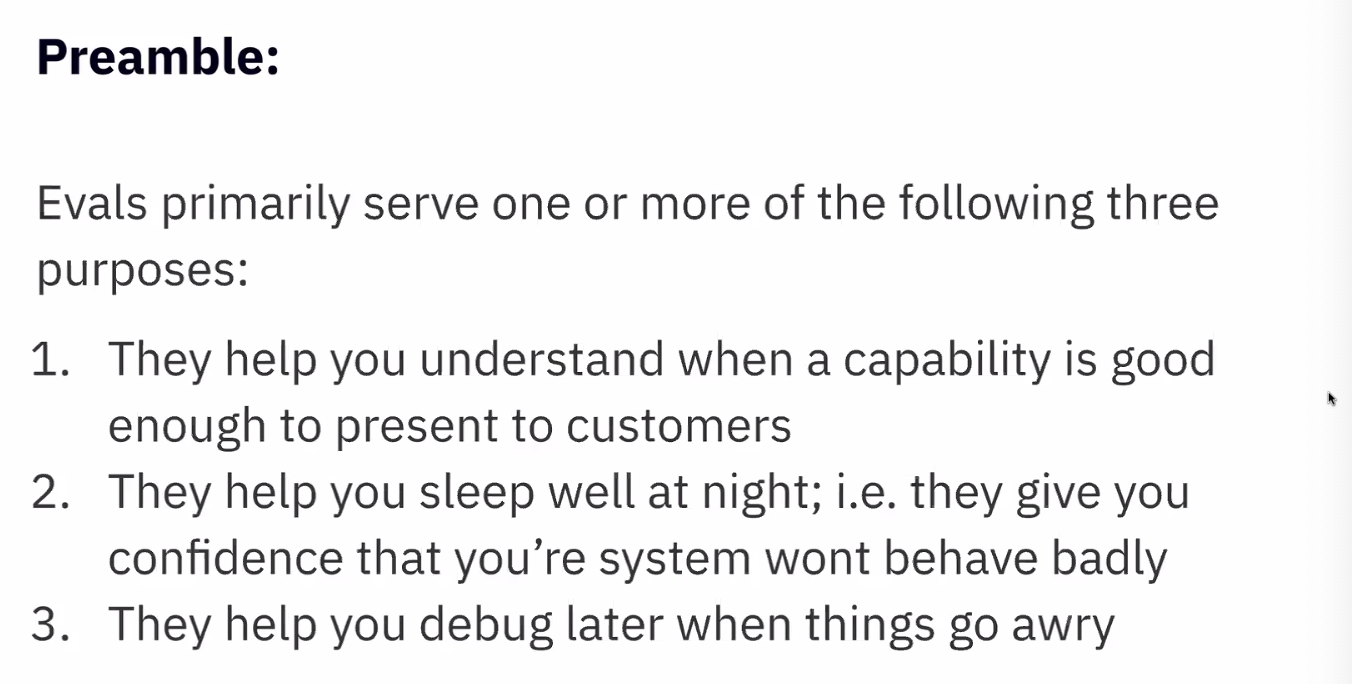 Preamble:
Evals primarily serve one or more of the following three
purposes:
1. They help you understand when a capability is good
enough to present to customers
2. They help you sleep well at night; i.e. they give you
confidence that you’re system wont behave badly
3. They help you debug later when things go awry